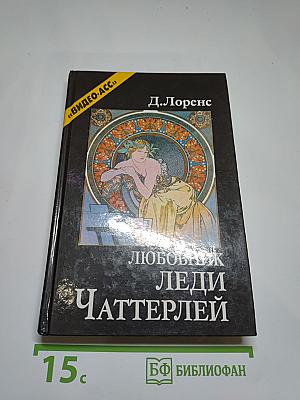 «ВИДЕО-АСС»
Д.Лоренс
ЛЮБОВНИК
ЛЕДИ
ЧАТТЕРЛЕЙ
15с
БФ БИБЛИОФАН